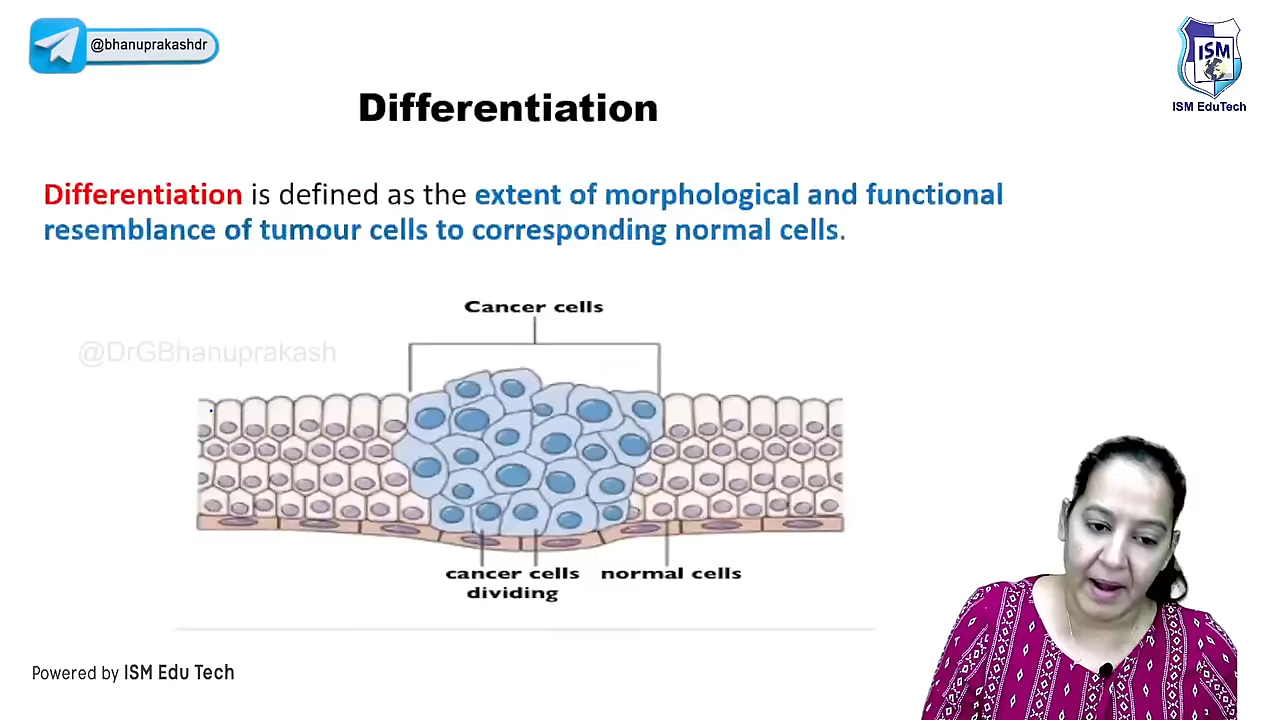 @bhanuprakashdr
ISM
ISM EduTech
Differentiation
Differentiation is defined as the extent of morphological and functional
resemblance of tumour cells to corresponding normal cells.
Cancer cells
@DrGBhanuprakash
cancer cells
dividing
normal cells
Powered by ISM Edu Tech